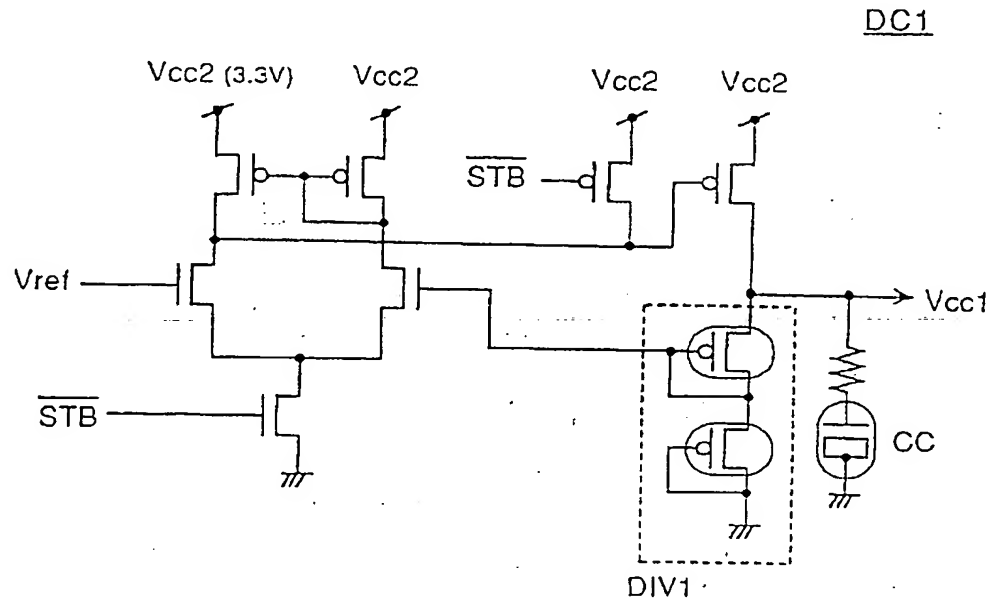 DC1
Vcc2 (3.3V)
Vcc2
Vcc2
Vcc2
STB
Vref
Vcc1
STB
CC
DIV1